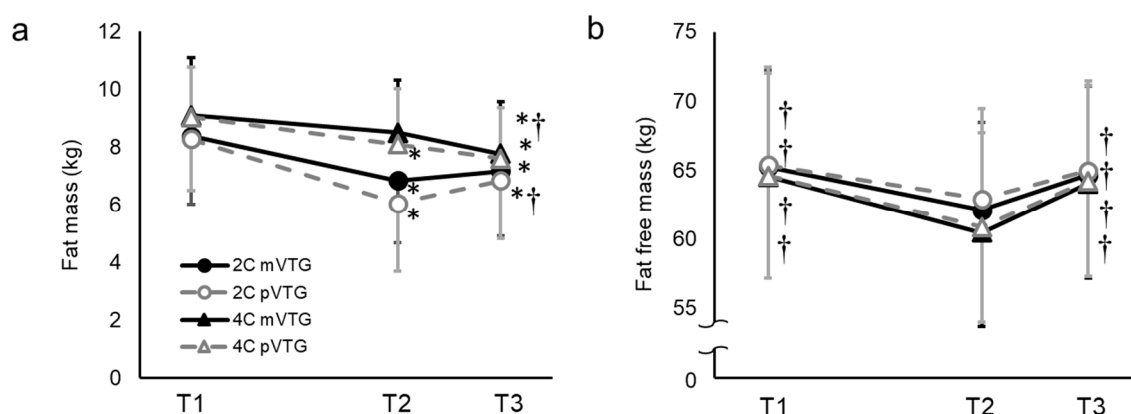 a
Fat mass (kg)
12
10
8
6
4
2
0
* †
*
*
* †
*
*
*
2C mVTG
2C pVTG
4C mVTG
4C pVTG
T1 T2 T3
b
Fat free mass (kg)
75
70
65
60
55
0
†
†
†
†
†
†
†
†
T1 T2 T3